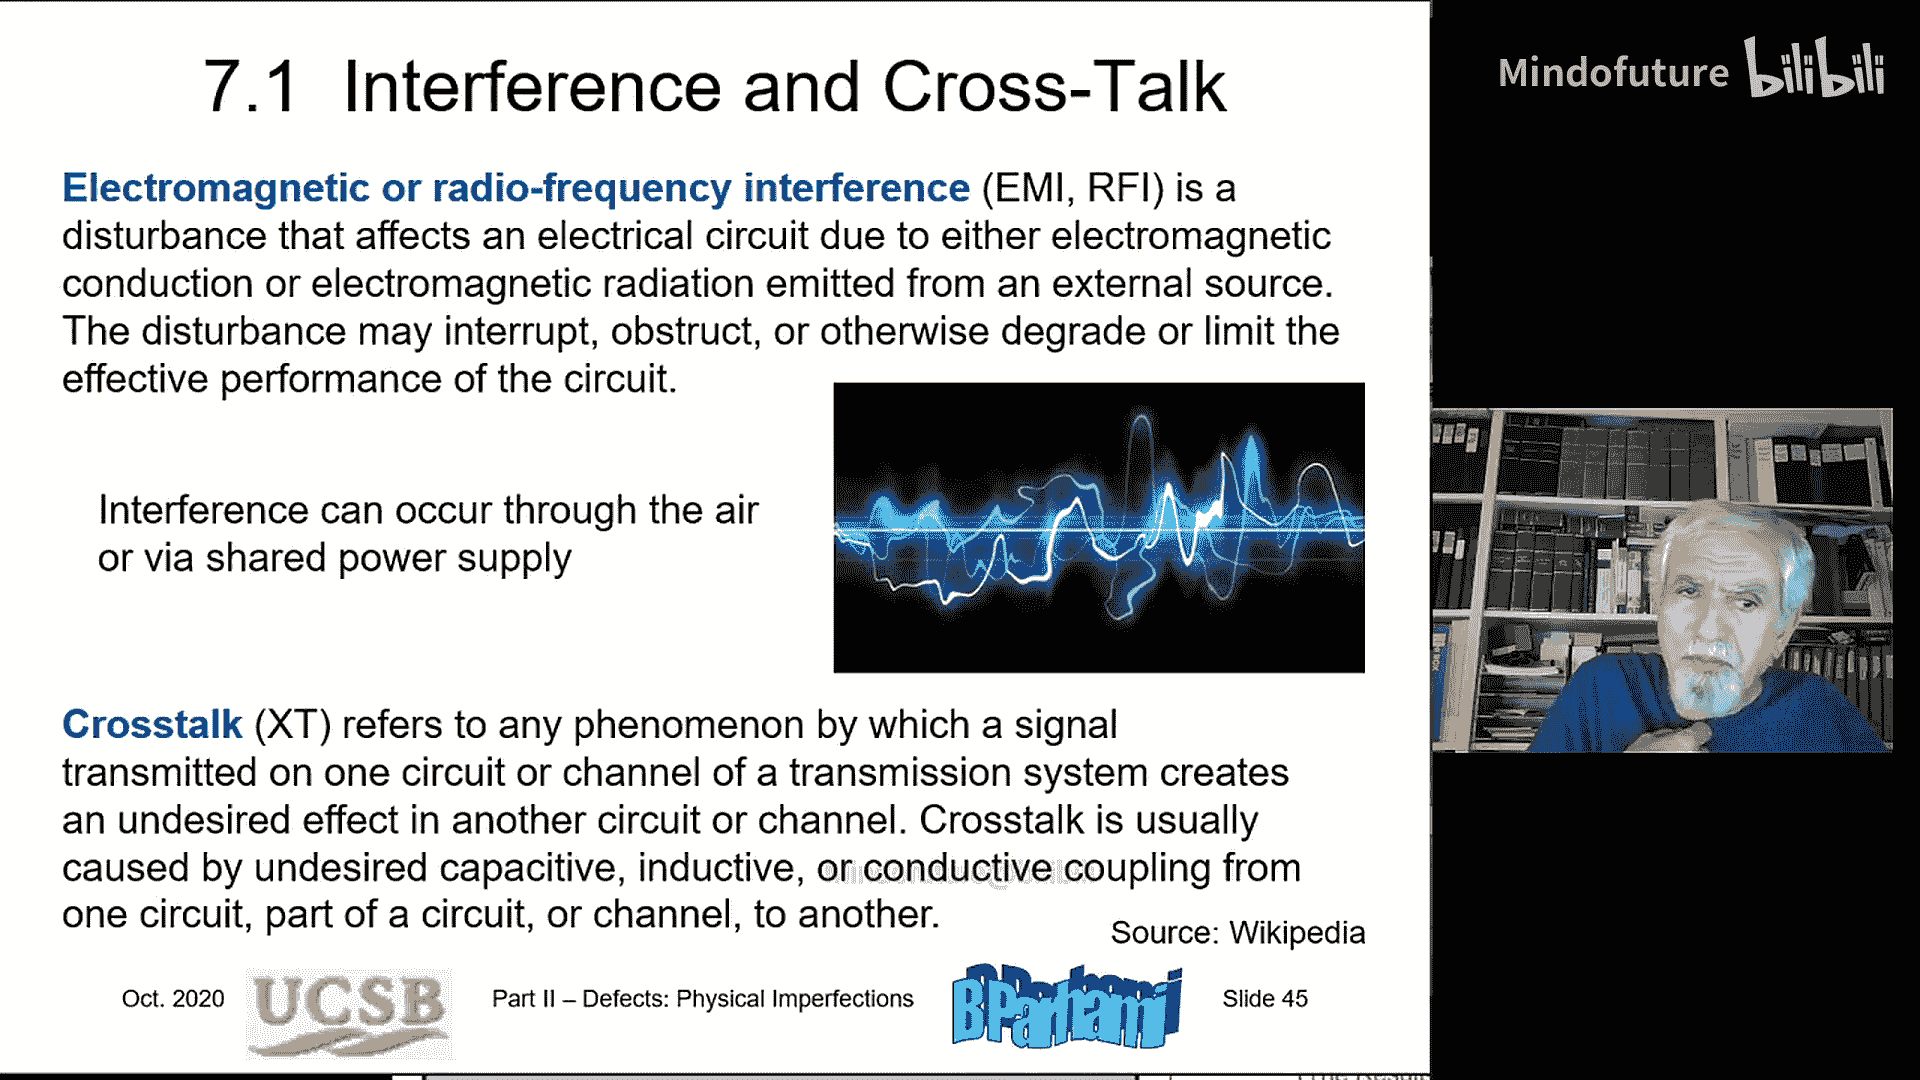 7.1 Interference and Cross-Talk
Mindofuture bilibili
Electromagnetic or radio-frequency interference (EMI, RFI) is a
disturbance that affects an electrical circuit due to either electromagnetic
conduction or electromagnetic radiation emitted from an external source.
The disturbance may interrupt, obstruct, or otherwise degrade or limit the
effective performance of the circuit.
Interference can occur through the air
or via shared power supply
Crosstalk (XT) refers to any phenomenon by which a signal
transmitted on one circuit or channel of a transmission system creates
an undesired effect in another circuit or channel. Crosstalk is usually
caused by undesired capacitive, inductive, or conductive coupling from
one circuit, part of a circuit, or channel, to another.
Source: Wikipedia
Oct. 2020
UCSB
Part II – Defects: Physical Imperfections
B Parhami
Slide 45